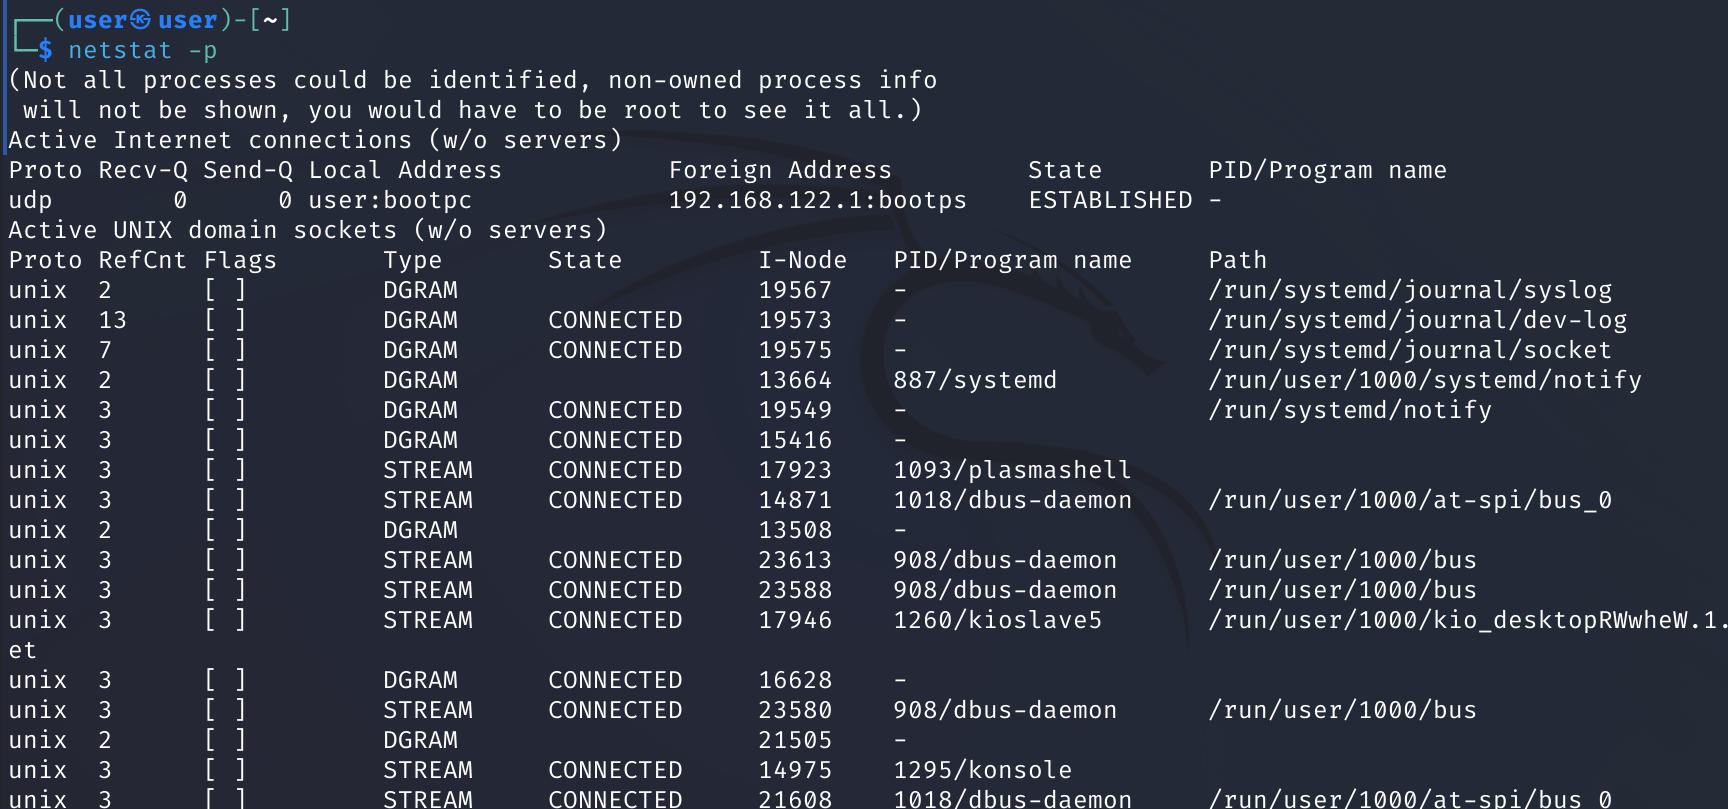 ┌──(user㉿user)-[~]
└─$ netstat -p
(Not all processes could be identified, non-owned process info
 will not be shown, you would have to be root to see it all.)
Active Internet connections (w/o servers)
Proto Recv-Q Send-Q Local Address           Foreign Address         State       PID/Program name
udp        0      0 user:bootpc             192.168.122.1:bootps    ESTABLISHED -
Active UNIX domain sockets (w/o servers)
Proto RefCnt Flags       Type       State         I-Node   PID/Program name     Path
unix  2      [ ]         DGRAM                    19567    -                    /run/systemd/journal/syslog
unix  13     [ ]         DGRAM      CONNECTED     19573    -                    /run/systemd/journal/dev-log
unix  7      [ ]         DGRAM      CONNECTED     19575    -                    /run/systemd/journal/socket
unix  2      [ ]         DGRAM                    13664    887/systemd          /run/user/1000/systemd/notify
unix  3      [ ]         DGRAM      CONNECTED     19549    -                    /run/systemd/notify
unix  3      [ ]         DGRAM      CONNECTED     15416    -
unix  3      [ ]         STREAM     CONNECTED     17923    1093/plasmashell
unix  3      [ ]         STREAM     CONNECTED     14871    1018/dbus-daemon     /run/user/1000/at-spi/bus_0
unix  2      [ ]         DGRAM                    13508    -
unix  3      [ ]         STREAM     CONNECTED     23613    908/dbus-daemon      /run/user/1000/bus
unix  3      [ ]         STREAM     CONNECTED     23588    908/dbus-daemon      /run/user/1000/bus
unix  3      [ ]         STREAM     CONNECTED     17946    1260/kioslave5       /run/user/1000/kio_desktopRWwheW.1.
et
unix  3      [ ]         DGRAM      CONNECTED     16628    -
unix  3      [ ]         STREAM     CONNECTED     23580    908/dbus-daemon      /run/user/1000/bus
unix  2      [ ]         DGRAM                    21505    -
unix  3      [ ]         STREAM     CONNECTED     14975    1295/konsole
unix  3      [ ]         STREAM     CONNECTED     21608    1018/dbus-daemon     /run/user/1000/at-spi/bus_0